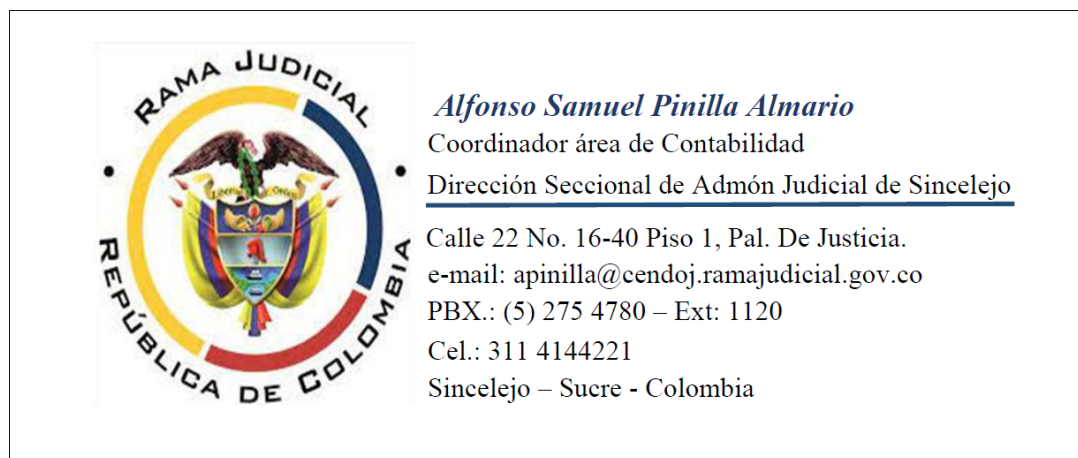 RAMA JUDICIAL
REPÚBLICA DE COLOMBIA
Libertad y Orden
Alfonso Samuel Pinilla Almario
Coordinador área de Contabilidad
Dirección Seccional de Admón Judicial de Sincelejo
Calle 22 No. 16-40 Piso 1, Pal. De Justicia.
e-mail: apinilla@cendoj.ramajudicial.gov.co
PBX.: (5) 275 4780 – Ext: 1120
Cel.: 311 4144221
Sincelejo – Sucre - Colombia